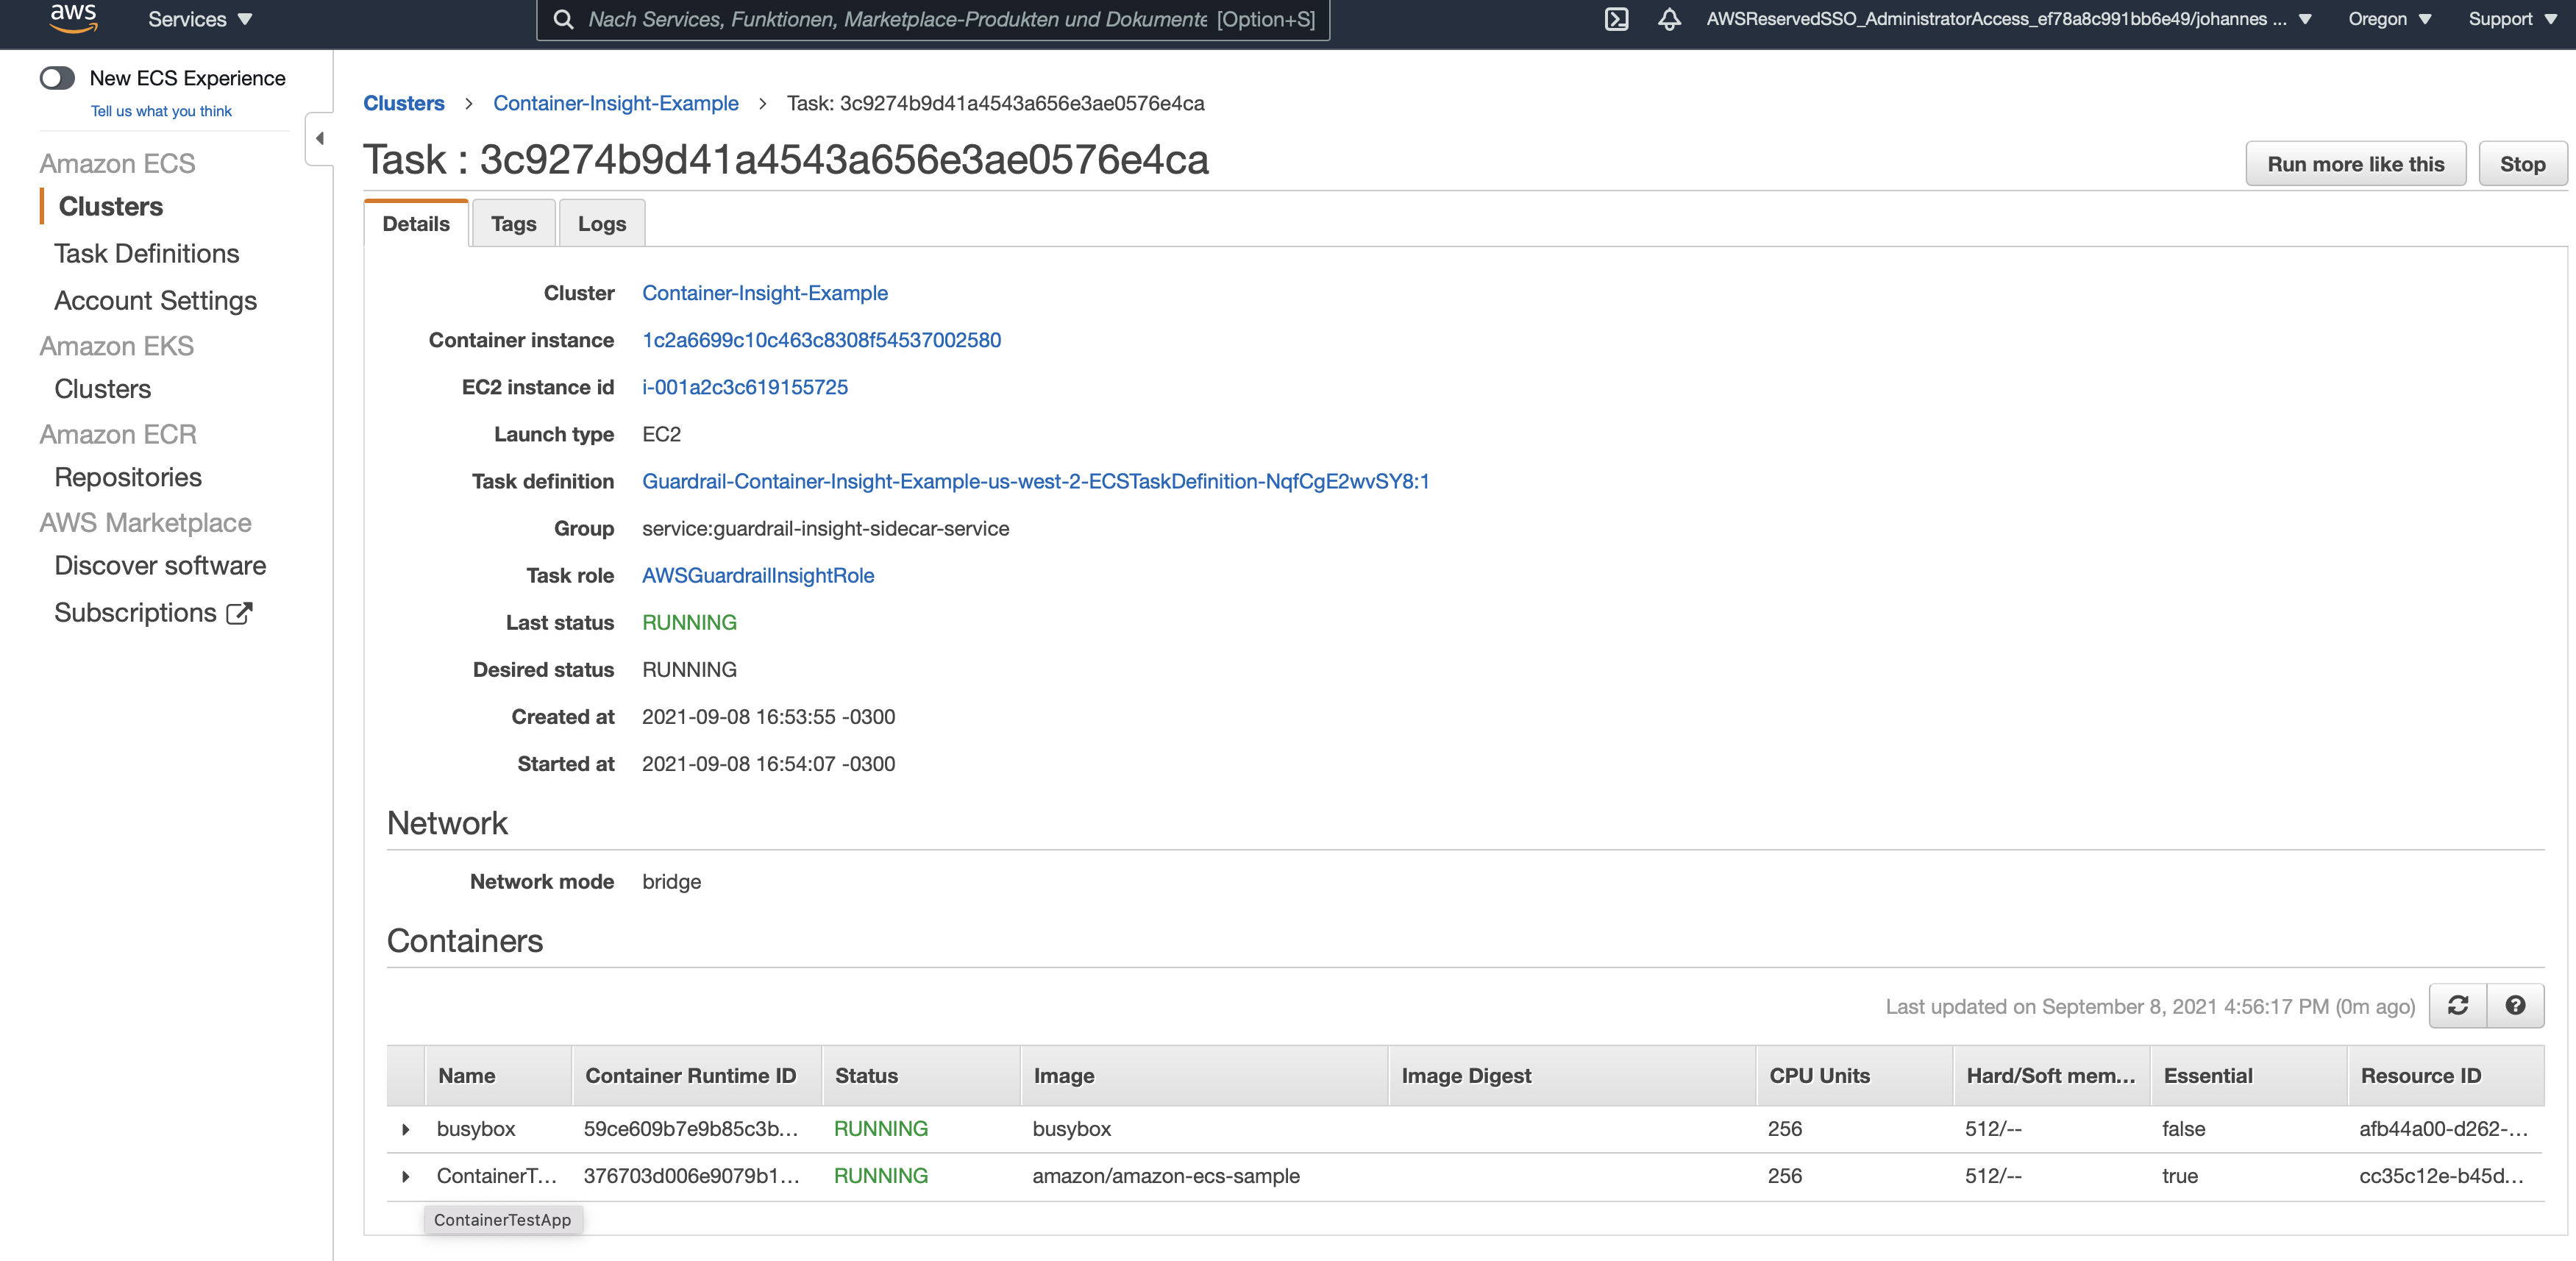 aws Services Nach Services, Funktionen, Marketplace-Produkten und Dokumente [Option+S] AWSReservedSSO_AdministratorAccess_ef78a8c991bb6e49/johannes ... Oregon Support
New ECS Experience
Tell us what you think
Amazon ECS
Clusters
Task Definitions
Account Settings
Amazon EKS
Clusters
Amazon ECR
Repositories
AWS Marketplace
Discover software
Subscriptions
Clusters > Container-Insight-Example > Task: 3c9274b9d41a4543a656e3ae0576e4ca
Task : 3c9274b9d41a4543a656e3ae0576e4ca
Run more like this Stop
Details Tags Logs
Cluster Container-Insight-Example
Container instance 1c2a6699c10c463c8308f54537002580
EC2 instance id i-001a2c3c619155725
Launch type EC2
Task definition Guardrail-Container-Insight-Example-us-west-2-ECSTaskDefinition-NqfCgE2wvSY8:1
Group service:guardrail-insight-sidecar-service
Task role AWSGuardrailInsightRole
Last status RUNNING
Desired status RUNNING
Created at 2021-09-08 16:53:55 -0300
Started at 2021-09-08 16:54:07 -0300
Network
Network mode bridge
Containers
Last updated on September 8, 2021 4:56:17 PM (0m ago)
Name Container Runtime ID Status Image Image Digest CPU Units Hard/Soft mem... Essential Resource ID
busybox 59ce609b7e9b85c3b... RUNNING busybox 256 512/-- false afb44a00-d262-...
ContainerT... 376703d006e9079b1... RUNNING amazon/amazon-ecs-sample 256 512/-- true cc35c12e-b45d...
ContainerTestApp